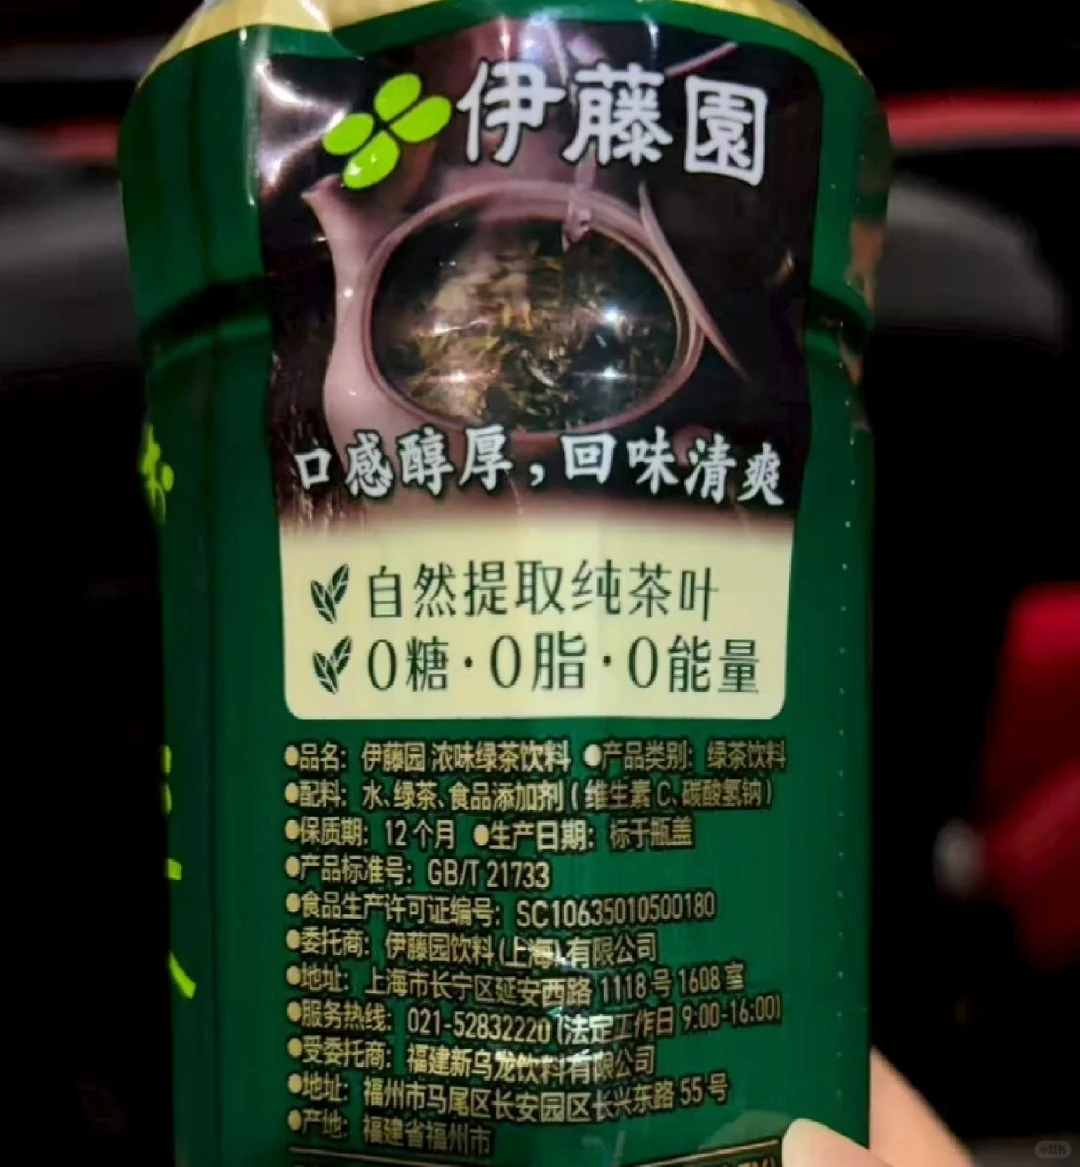 伊藤園
口感醇厚,回味清爽
自然提取纯茶叶
0糖·0脂·0能量
●品名：伊藤园 浓味绿茶饮料 ●产品类别：绿茶饮料
●配料：水、绿茶、食品添加剂(维生素C、碳酸氢钠)
●保质期：12个月 ●生产日期：标于瓶盖
●产品标准号：GB/T 21733
●食品生产许可证编号：SC10635010500180
●委托商：伊藤园饮料(上海)有限公司
●地址：上海市长宁区延安西路 1118号 1608室
●服务热线：021-52832220(法定工作日 9:00-16:00)
●受委托商：福建新乌龙饮料有限公司
●地址：福州市马尾区长安园区长兴东路 55号
●产地：福建省福州市
小红书